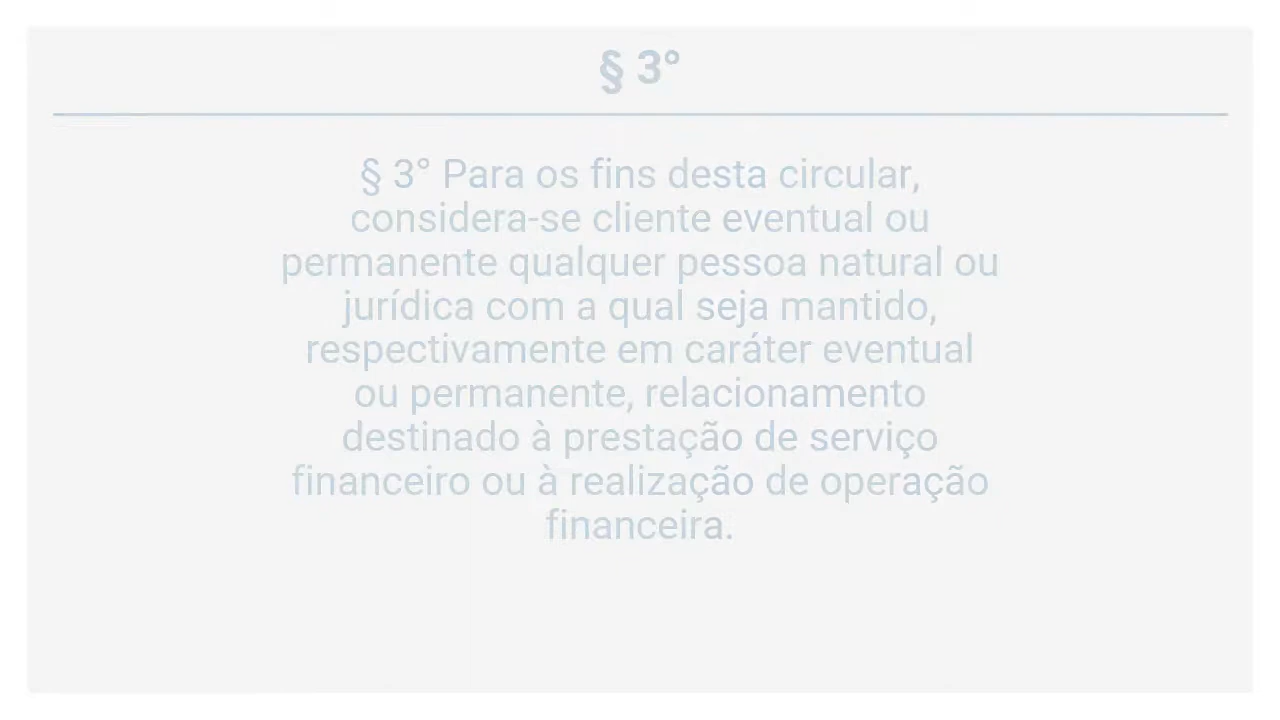 § 3°
§ 3° Para os fins desta circular,
considera-se cliente eventual ou
permanente qualquer pessoa natural ou
jurídica com a qual seja mantido,
respectivamente em caráter eventual
ou permanente, relacionamento
destinado à prestação de serviço
financeiro ou à realização de operação
financeira.